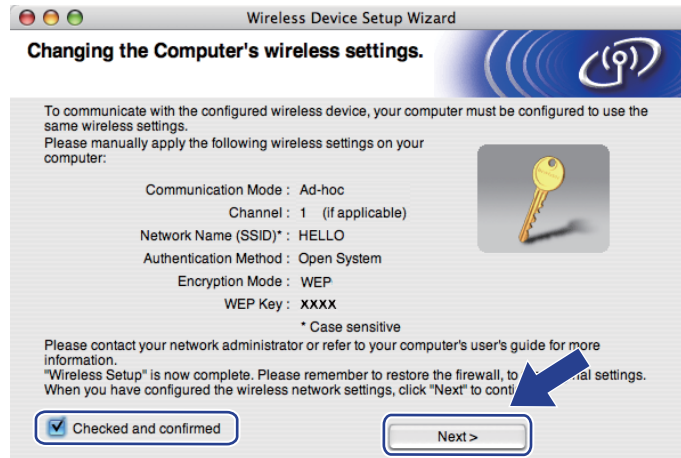 Wireless Device Setup Wizard
Changing the Computer's wireless settings.
To communicate with the configured wireless device, your computer must be configured to use the
same wireless settings.
Please manually apply the following wireless settings on your
computer:
Communication Mode : Ad-hoc
Channel : 1 (if applicable)
Network Name (SSID)* : HELLO
Authentication Method : Open System
Encryption Mode : WEP
WEP Key : XXXX
* Case sensitive
Please contact your network administrator or refer to your computer's user's guide for more
information.
"Wireless Setup" is now complete. Please remember to restore the firewall, to settings.
When you have configured the wireless network settings, click "Next" to
Checked and confirmed
Next >